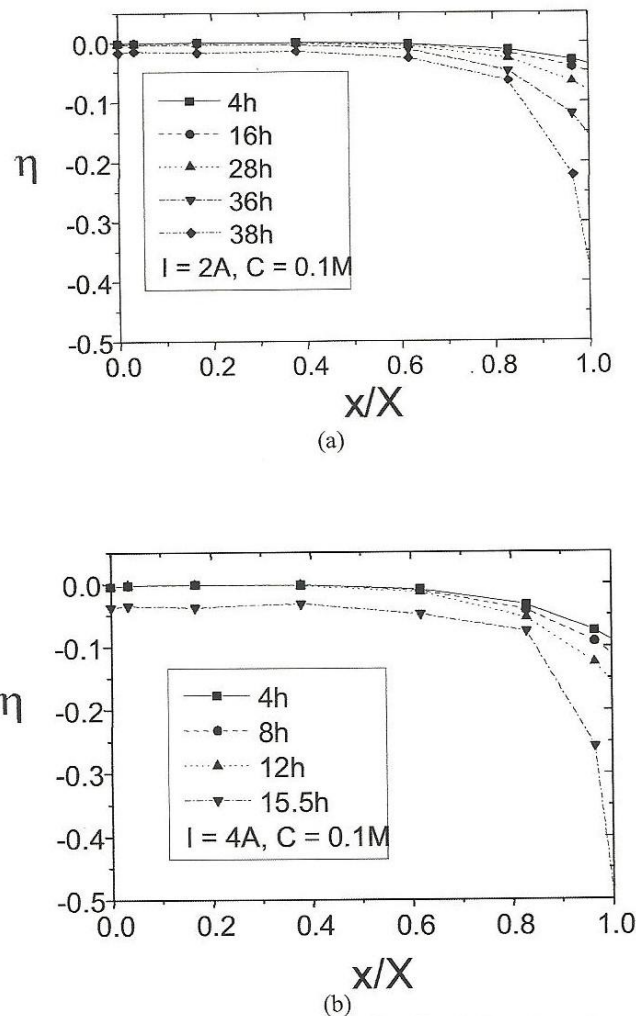 0.0
-0.1
-0.2
-0.3
-0.4
-0.5
η
4h
16h
28h
36h
38h
I = 2A, C = 0.1M
0.0 0.2 0.4 0.6 0.8 1.0
x/X
(a)
0.0
-0.1
-0.2
-0.3
-0.4
-0.5
η
4h
8h
12h
15.5h
I = 4A, C = 0.1M
0.0 0.2 0.4 0.6 0.8 1.0
x/X
(b)